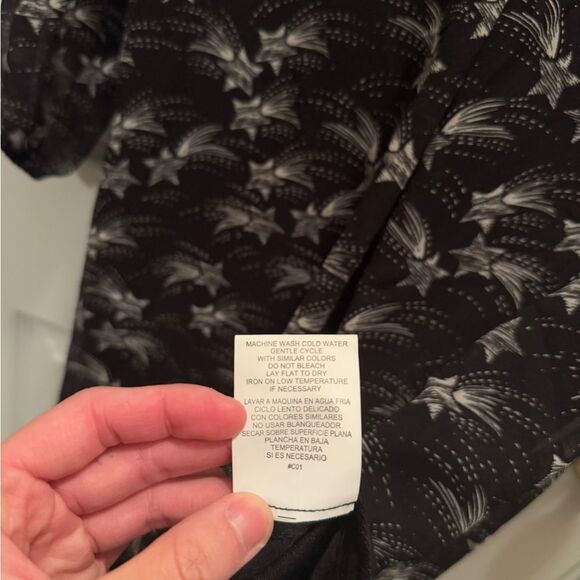 MACHINE WASH COLD WATER
GENTLE CYCLE
WITH SIMILAR COLORS
DO NOT BLEACH
LAY FLAT TO DRY
IRON ON LOW TEMPERATURE
IF NECESSARY
LAVAR A MAQUINA EN AGUA FRIA
CICLO LENTO DELICADO
CON COLORES SIMILARES
NO USAR BLANQUEADOR
SECAR SOBRE SUPERFICIE PLANA
PLANCHA EN BAJA
TEMPERATURA
SI ES NECESARIO
#C01